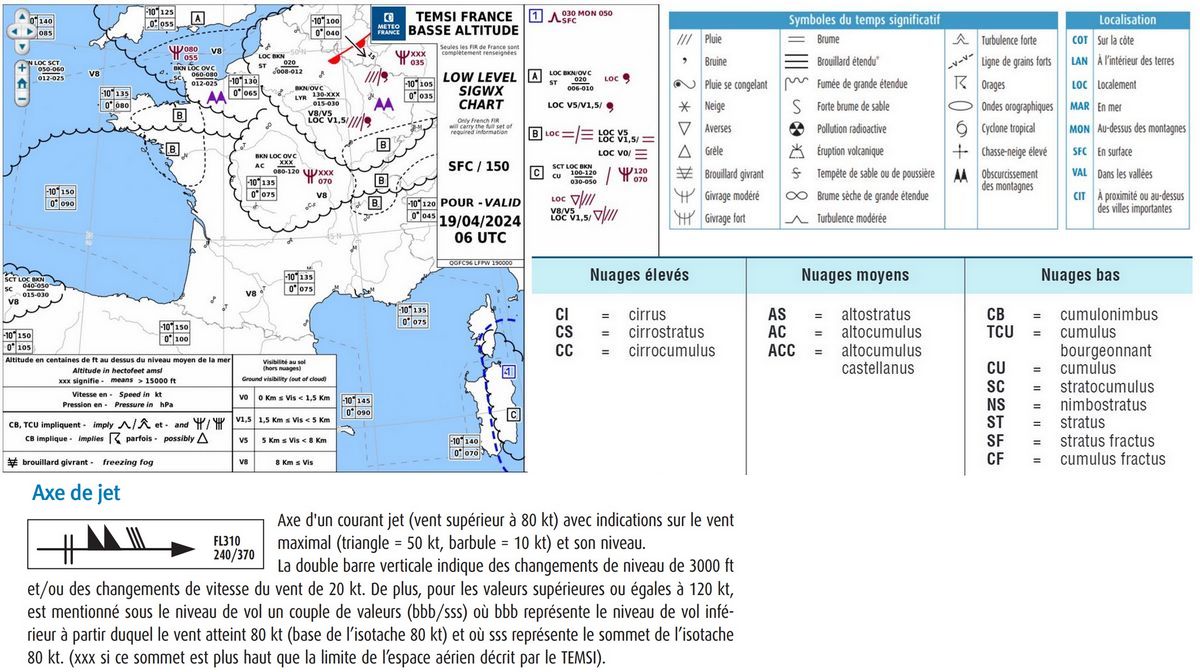 140
085
-10° 125
0° 055
A
-10° 100
0° 040
METEO
FRANCE
TEMSI FRANCE
BASSE ALTITUDE
Seules les FIR de France sont
complètement renseignées
LOW LEVEL
SIGWX
CHART
Only French FIR
will carry the full set of
required information
SFC / 150
POUR - VALID
19/04/2024
06 UTC
QGFC96 LFPW 190000
N LOC SCT
050-060
012-025
V8
080
055
V8
BKN LOC OVC
SC 060-080
012-025
-10° 130
0° 065
-10° 135
0° 080
B
B
LOC BKN
ST 020
008-012
BKN/OVC
LYR 130-XXX
015-030
V8/V5
LOC V1,5/
XXX
035
-10° 105
0° 035
B
B
B
BKN LOC OVC
AC XXX
080-120
XXX
070
-10° 135
0° 075
V8
-10° 150
0° 090
-10° 120
0° 045
-10° 135
0° 075
V8
SCT LOC BKN
SC 040-050
015-030
V8
-10° 150
0° 105
-10° 150
0° 100
-10° 135
0° 075
-10° 145
0° 090
-10° 140
0° 070
1
C
Altitude en centaines de ft au dessus du niveau moyen de la mer
Altitude in hectofeet amsl
xxx signifie - means > 15000 ft
Vitesse en - Speed in kt
Pression en - Pressure in hPa
CB, TCU impliquent - imply / et - and /
CB implique - implies parfois - possibly
brouillard givrant - freezing fog
Visibilité au sol
(hors nuages)
Ground visibility (out of cloud)
V0 0 Km ≤ Vis < 1,5 Km
V1,5 1,5 Km ≤ Vis < 5 Km
V5 5 Km ≤ Vis < 8 Km
V8 8 Km ≤ Vis
1 030 MON 050
SFC
A LOC BKN/OVC
ST 020
006-010
LOC
LOC V5/V1,5/
B LOC / LOC V5
LOC V1,5/
LOC V0/
C SCT LOC BKN
CU 100-120
030-050
/ 120
070
LOC
V8/V5
LOC V1,5/
Symboles du temps significatif
Pluie
Bruine
Pluie se congelant
Neige
Averses
Grêle
Brouillard givrant
Givrage modéré
Givrage fort
Brume
Brouillard étendu*
Fumée de grande étendue
Forte brume de sable
Pollution radioactive
Éruption volcanique
Tempête de sable ou de poussière
Brume sèche de grande étendue
Turbulence modérée
Turbulence forte
Ligne de grains forts
Orages
Ondes orographiques
Cyclone tropical
Chasse-neige élevé
Obscurcissement
des montagnes
Localisation
COT Sur la côte
LAN À l'intérieur des terres
LOC Localement
MAR En mer
MON Au-dessus des montagnes
SFC En surface
VAL Dans les vallées
CIT À proximité ou au-dessus
des villes importantes
Nuages élevés
CI = cirrus
CS = cirrostratus
CC = cirrocumulus
Nuages moyens
AS = altostratus
AC = altocumulus
ACC = altocumulus
castellanus
Nuages bas
CB = cumulonimbus
TCU = cumulus
bourgeonnant
CU = cumulus
SC = stratocumulus
NS = nimbostratus
ST = stratus
SF = stratus fractus
CF = cumulus fractus
Axe de jet
FL310
240/370
Axe d'un courant jet (vent supérieur à 80 kt) avec indications sur le vent
maximal (triangle = 50 kt, barbule = 10 kt) et son niveau.
La double barre verticale indique des changements de niveau de 3000 ft
et/ou des changements de vitesse du vent de 20 kt. De plus, pour les valeurs supérieures ou égales à 120 kt,
est mentionné sous le niveau de vol un couple de valeurs (bbb/sss) où bbb représente le niveau de vol infé-
rieur à partir duquel le vent atteint 80 kt (base de l'isotache 80 kt) et où sss représente le sommet de l'isotache
80 kt. (xxx si ce sommet est plus haut que la limite de l'espace aérien décrit par le TEMSI).